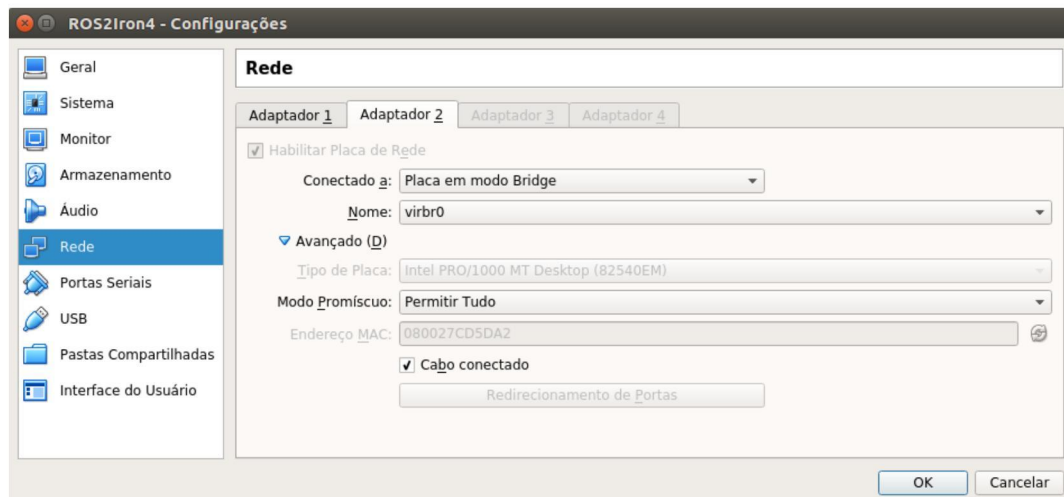 ROS2Iron4 - Configurações
Geral
Sistema
Monitor
Armazenamento
Áudio
Rede
Portas Seriais
USB
Pastas Compartilhadas
Interface do Usuário
Rede
Adaptador 1 Adaptador 2 Adaptador 3 Adaptador 4
Habilitar Placa de Rede
Conectado a: Placa em modo Bridge
Nome: virbr0
Avançado (D)
Tipo de Placa: Intel PRO/1000 MT Desktop (82540EM)
Modo Promíscuo: Permitir Tudo
Endereço MAC: 080027CD5DA2
Cabo conectado
Redirecionamento de Portas
OK Cancelar